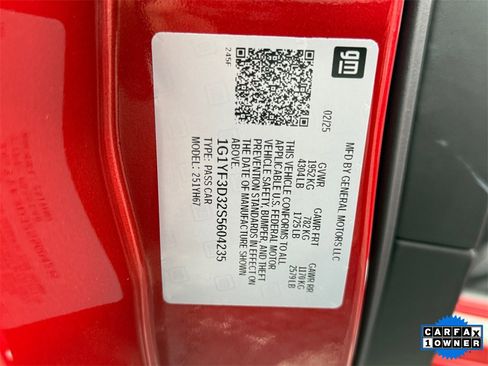 gm
MFD BY GENERAL MOTORS LLC
02/25
GVWR
1952 KG
4304 LB
GAWR FRT
782 KG
1725 LB
GAWR RR
1170 KG
2579 LB
THIS VEHICLE CONFORMS TO ALL
APPLICABLE U.S. FEDERAL MOTOR
VEHICLE SAFETY, BUMPER, AND THEFT
PREVENTION STANDARDS IN EFFECT ON
THE DATE OF MANUFACTURE SHOWN
ABOVE.
1G1YF3D32S5604235
TYPE: PASS CAR
MODEL: 251YH67
245F
CARFAX
1 OWNER